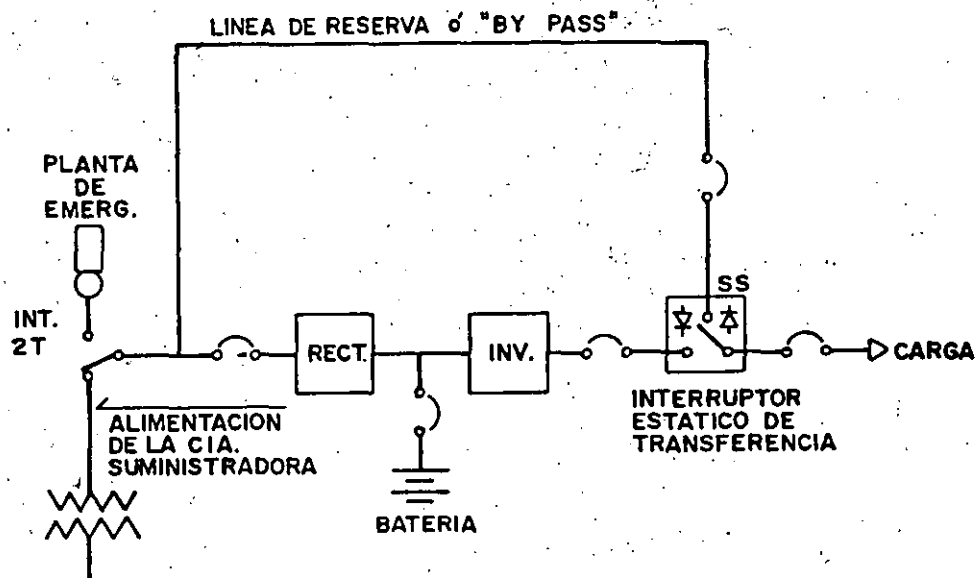 LINEA DE RESERVA ó "BY PASS"
PLANTA
DE
EMERG.
INT.
2T
RECT.
INV.
SS
CARGA
ALIMENTACION
DE LA CIA.
SUMINISTRADORA
INTERRUPTOR
ESTATICO DE
TRANSFERENCIA
BATERIA